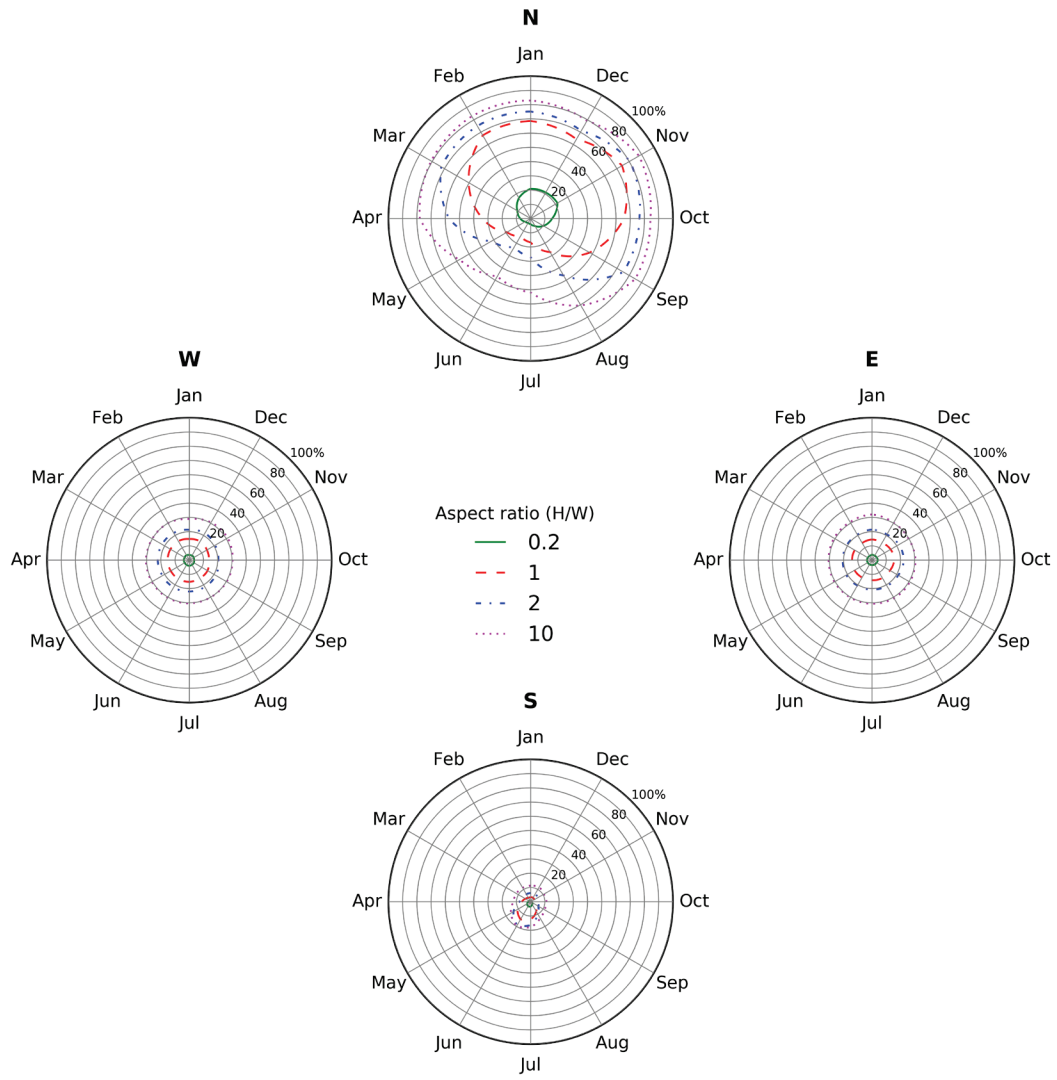 N
Jan
Feb
Dec
Mar
100%
80
Nov
60
40
20
Apr
Oct
May
Sep
Jun
Aug
Jul
W
Jan
Feb
Dec
Mar
100%
80
Nov
60
40
20
Apr
Oct
May
Sep
Jun
Aug
Jul
Aspect ratio (H/W)
0.2
1
2
10
E
Jan
Feb
Dec
Mar
100%
80
Nov
60
40
20
Apr
Oct
May
Sep
Jun
Aug
Jul
S
Jan
Feb
Dec
Mar
100%
80
Nov
60
40
20
Apr
Oct
May
Sep
Jun
Aug
Jul